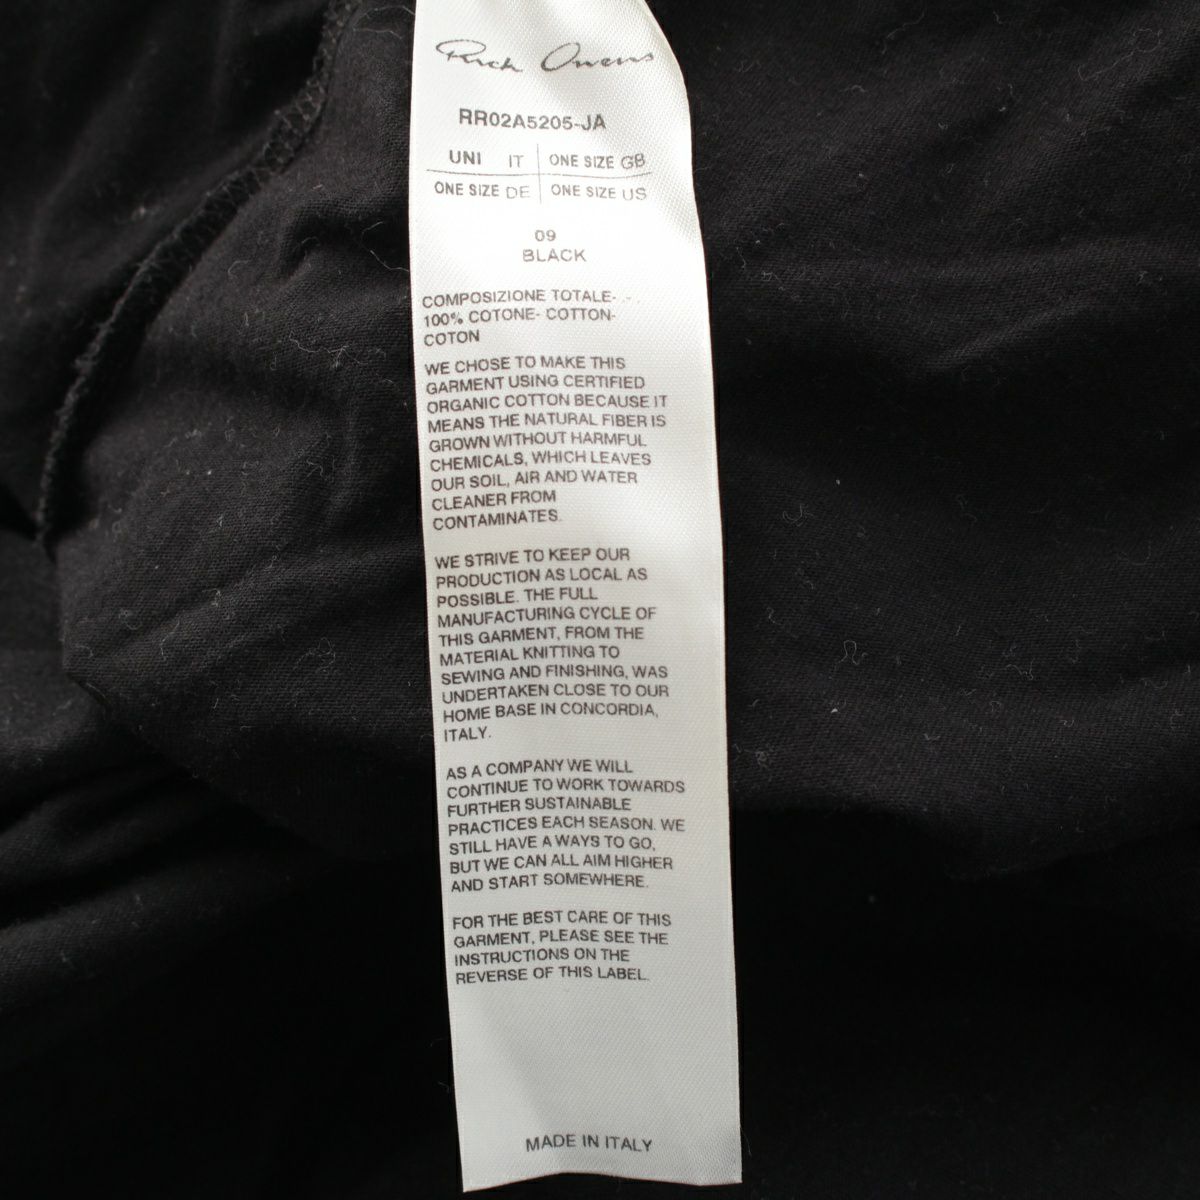 Rick Owens
RR02A5205-JA
UNI IT ONE SIZE GB
ONE SIZE DE ONE SIZE US
09
BLACK
COMPOSIZIONE TOTALE-
100% COTONE- COTTON-
COTON
WE CHOSE TO MAKE THIS
GARMENT USING CERTIFIED
ORGANIC COTTON BECAUSE IT
MEANS THE NATURAL FIBER IS
GROWN WITHOUT HARMFUL
CHEMICALS, WHICH LEAVES
OUR SOIL, AIR AND WATER
CLEANER FROM
CONTAMINATES.
WE STRIVE TO KEEP OUR
PRODUCTION AS LOCAL AS
POSSIBLE. THE FULL
MANUFACTURING CYCLE OF
THIS GARMENT, FROM THE
MATERIAL KNITTING TO
SEWING AND FINISHING, WAS
UNDERTAKEN CLOSE TO OUR
HOME BASE IN CONCORDIA,
ITALY.
AS A COMPANY WE WILL
CONTINUE TO WORK TOWARDS
FURTHER SUSTAINABLE
PRACTICES EACH SEASON. WE
STILL HAVE A WAYS TO GO,
BUT WE CAN ALL AIM HIGHER
AND START SOMEWHERE.
FOR THE BEST CARE OF THIS
GARMENT, PLEASE SEE THE
INSTRUCTIONS ON THE
REVERSE OF THIS LABEL.
MADE IN ITALY